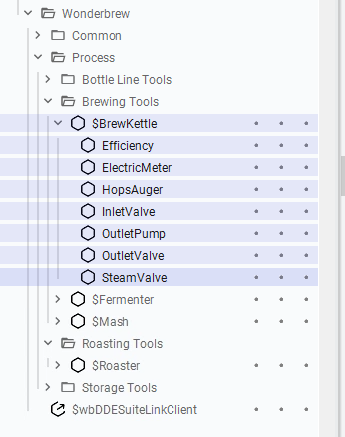 Wonderbrew
Common
Process
Bottle Line Tools
Brewing Tools
$BrewKettle
Efficiency
ElectricMeter
HopsAuger
InletValve
OutletPump
OutletValve
SteamValve
$Fermenter
$Mash
Roasting Tools
$Roaster
Storage Tools
$wbDDESuiteLinkClient